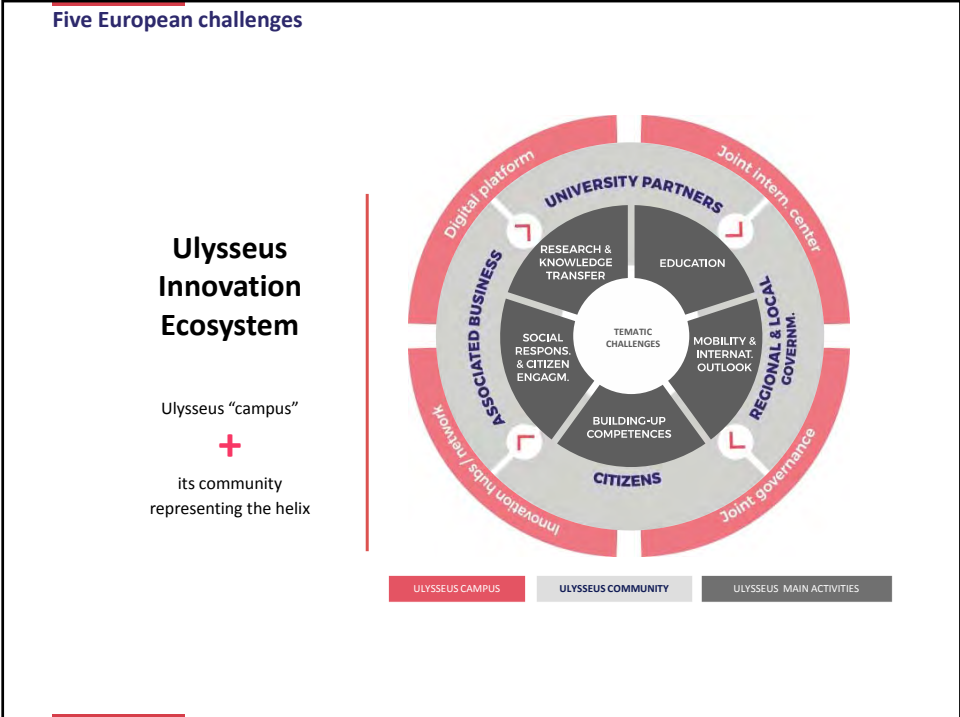 Five European challenges
Ulysseus
Innovation
Ecosystem
Ulysseus “campus”
+
its community
representing the helix
Digital platform
Joint intern. center
UNIVERSITY PARTNERS
ASSOCIATED BUSINESS
REGIONAL & LOCAL
GOVERNM.
RESEARCH &
KNOWLEDGE
TRANSFER
EDUCATION
TEMATIC
CHALLENGES
SOCIAL
RESPONS.
& CITIZEN
ENGAGM.
MOBILITY &
INTERNAT.
OUTLOOK
BUILDING-UP
COMPETENCES
CITIZENS
Innovation hubs / network
Joint governance
ULYSSEUS CAMPUS
ULYSSEUS COMMUNITY
ULYSSEUS MAIN ACTIVITIES